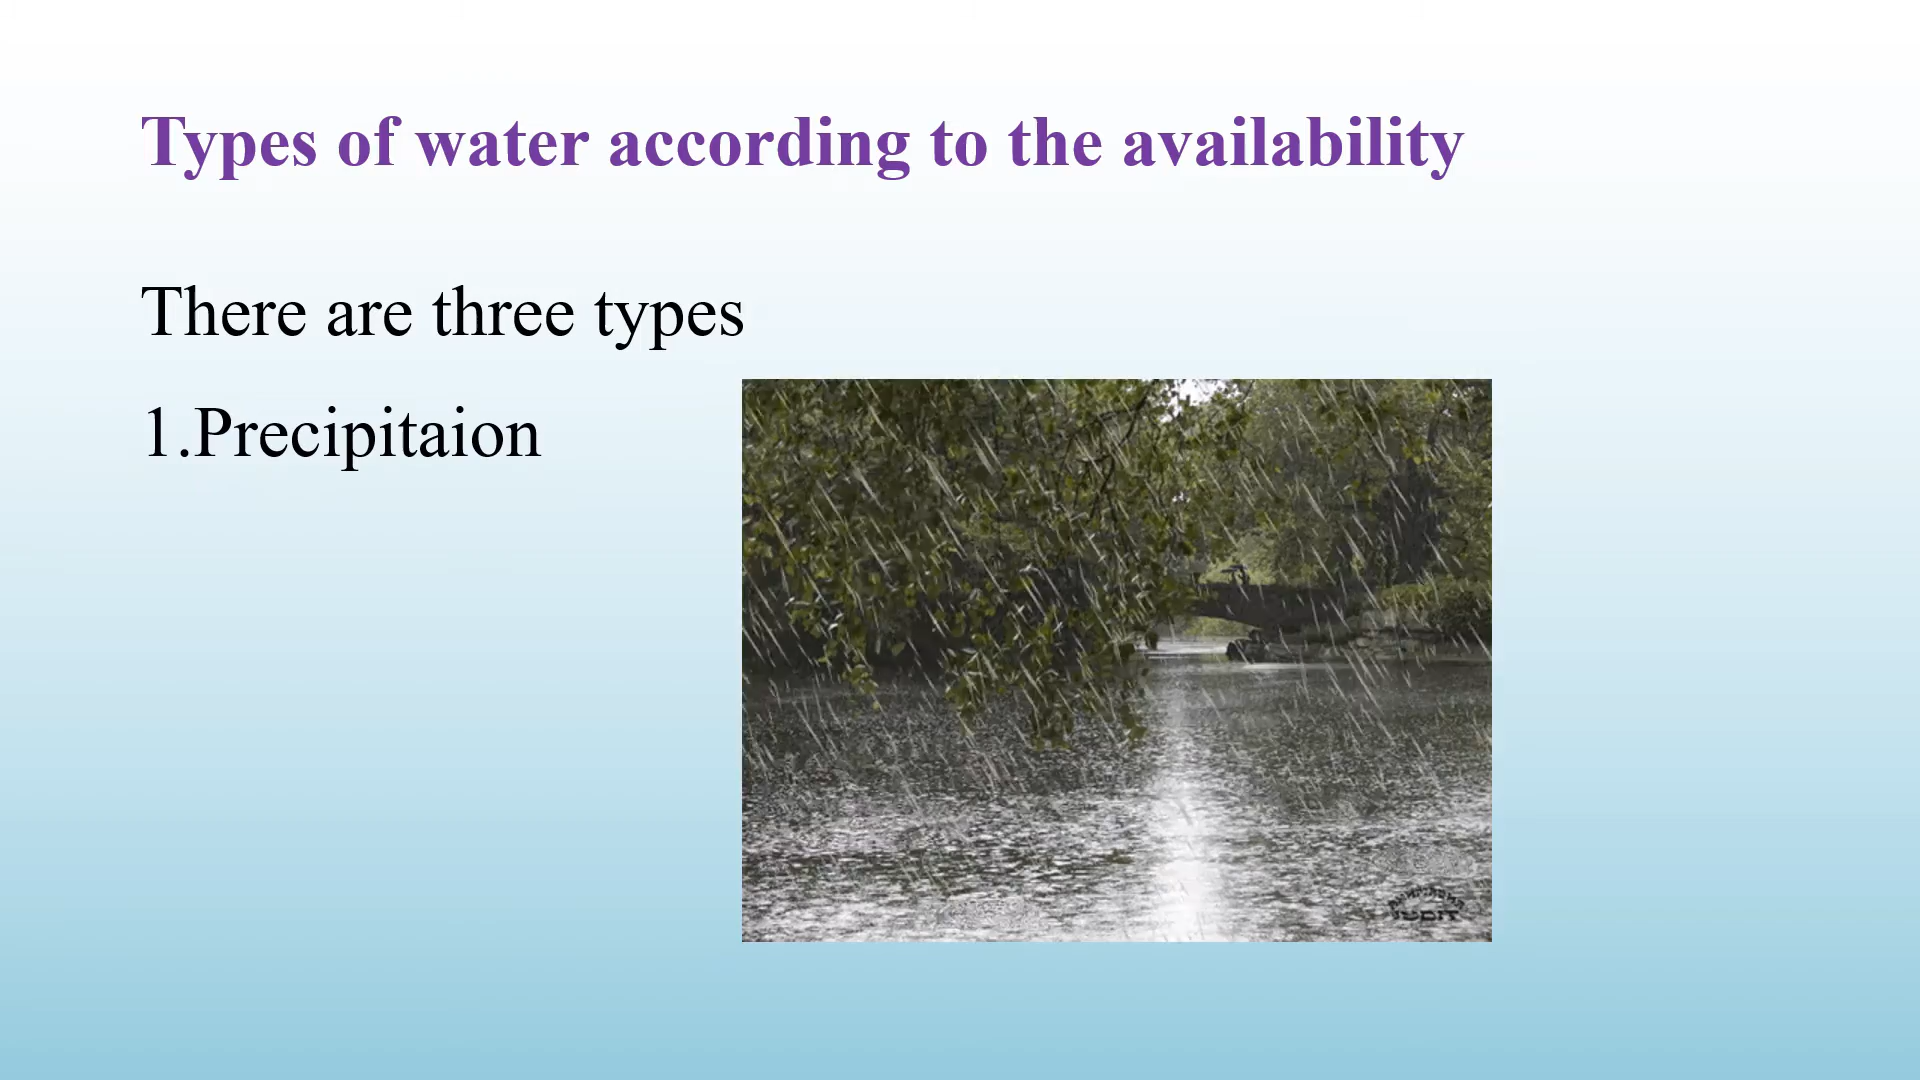 Types of water according to the availability
There are three types
1.Precipitaion